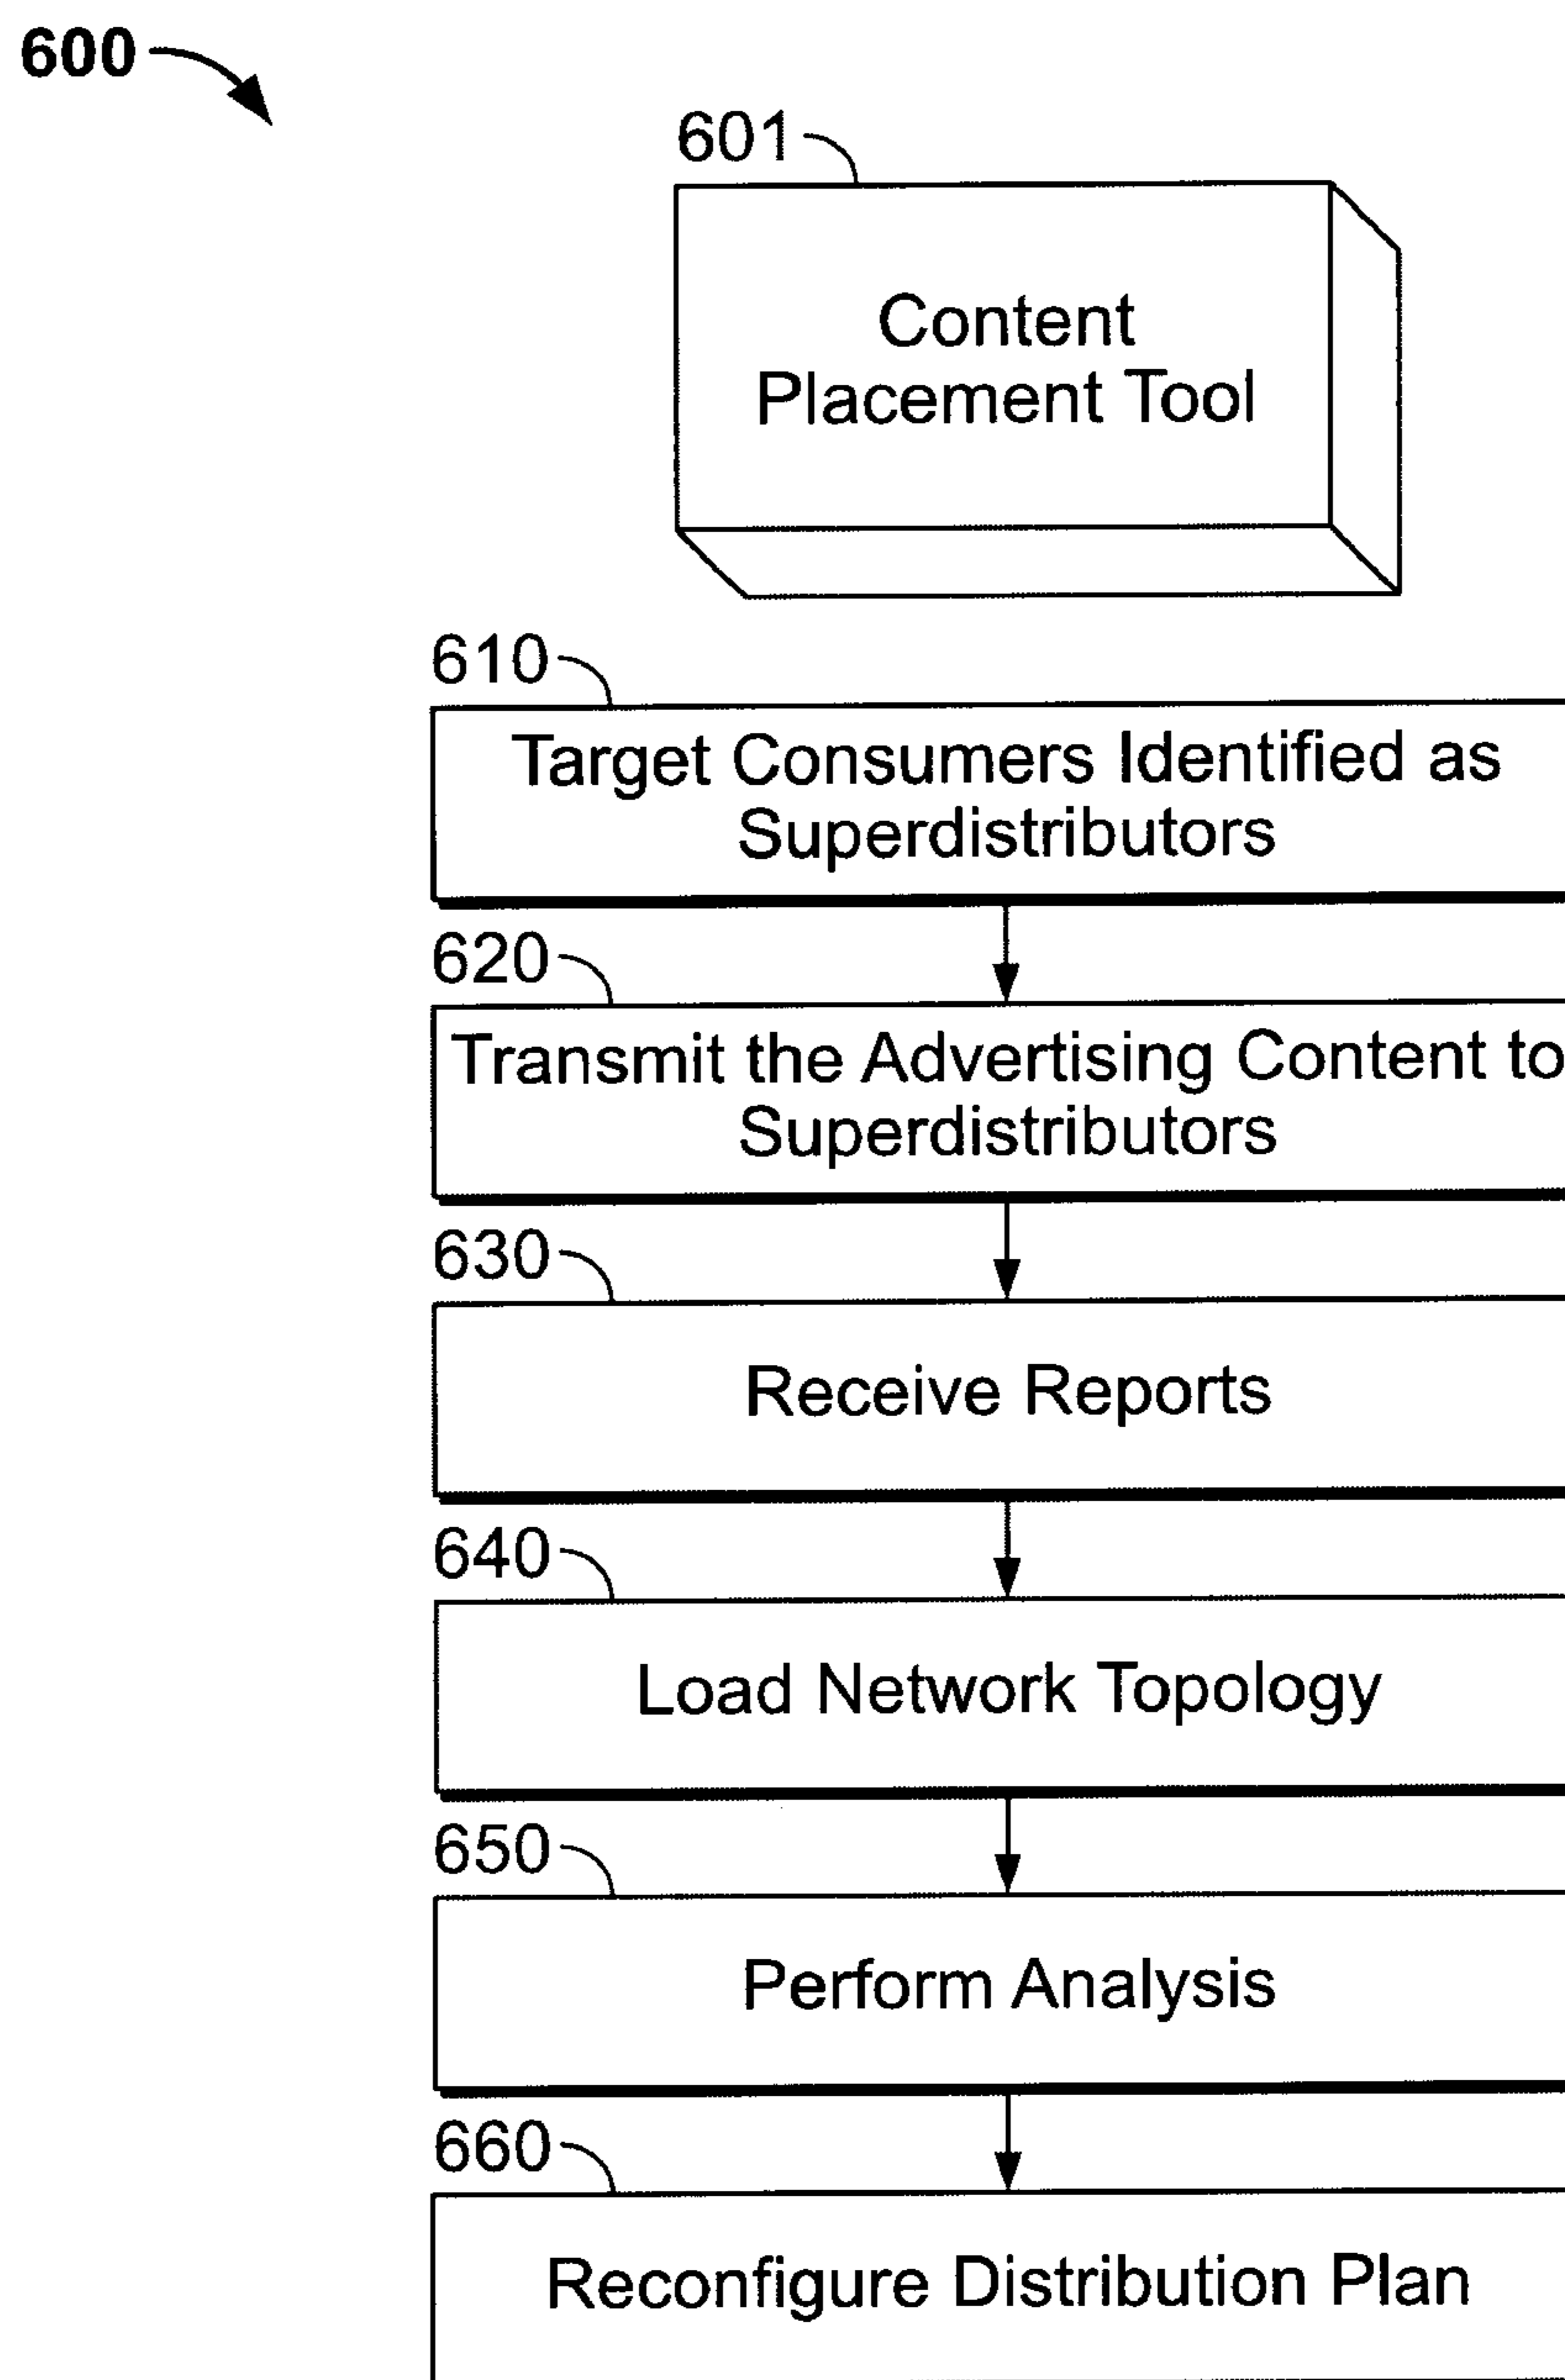 600
601
Content
Placement Tool
610
Target Consumers Identified as
Superdistributors
620
Transmit the Advertising Content to
Superdistributors
630
Receive Reports
640
Load Network Topology
650
Perform Analysis
660
Reconfigure Distribution Plan